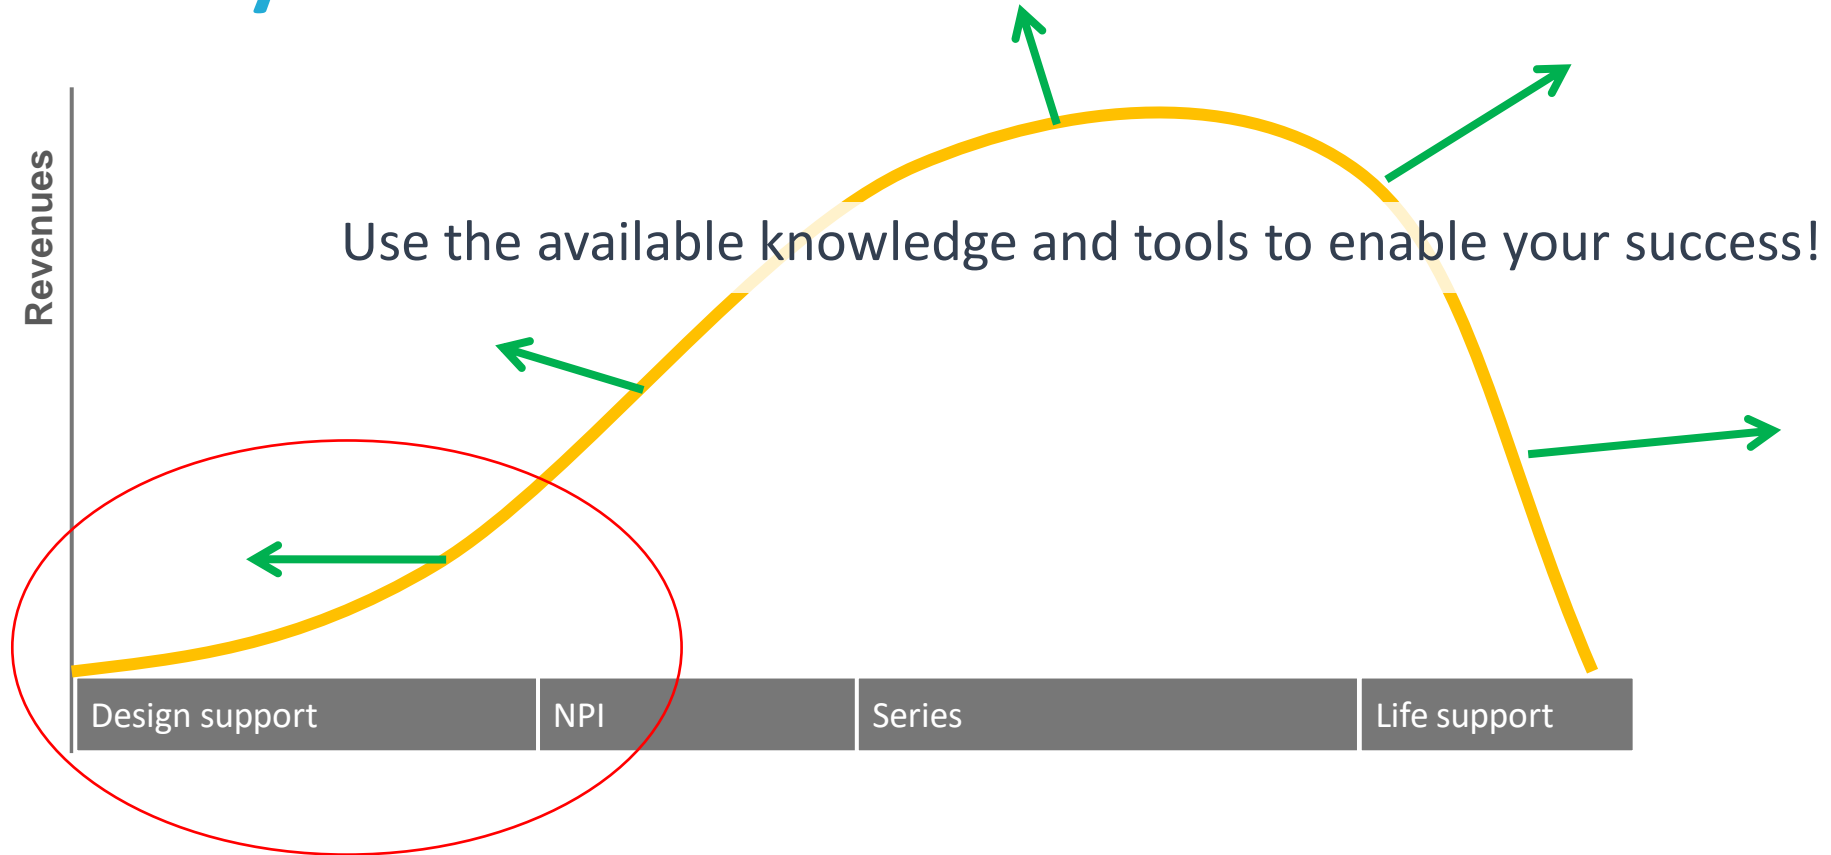 Revenues
Use the available knowledge and tools to enable your success!
Design support
NPI
Series
Life support